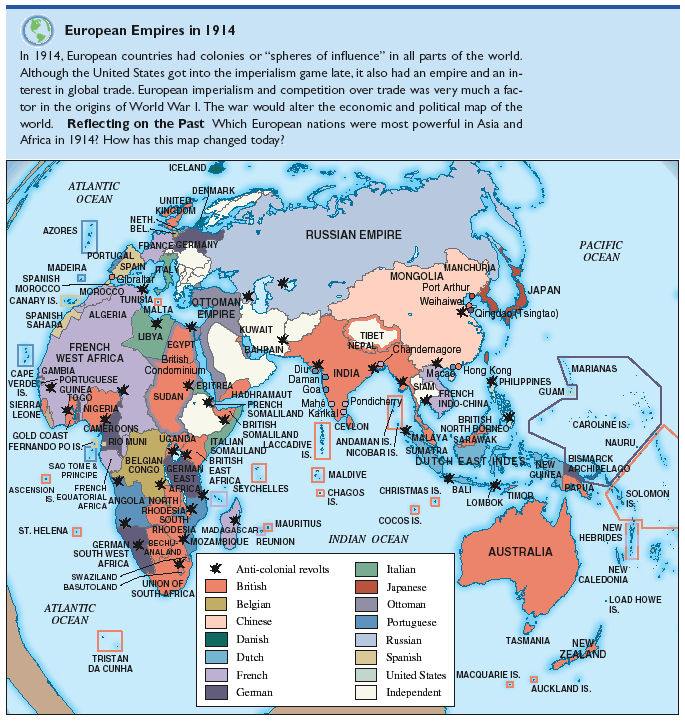 European Empires in 1914
In 1914, European countries had colonies or “spheres of influence” in all parts of the world.
Although the United States got into the imperialism game late, it also had an empire and an in-
terest in global trade. European imperialism and competition over trade was very much a fac-
tor in the origins of World War I. The war would alter the economic and political map of the
world. Reflecting on the Past Which European nations were most powerful in Asia and
Africa in 1914? How has this map changed today?
ICELAND
ATLANTIC
OCEAN
DENMARK
UNITED
KINGDOM
NETH.
BEL.
AZORES
FRANCE
GERMANY
RUSSIAN EMPIRE
PACIFIC
OCEAN
PORTUGAL
SPAIN
ITALY
MADEIRA
Gibraltar
SPANISH
MOROCCO
MOROCCO
CANARY IS.
TUNISIA
MALTA
ALGERIA
SPANISH
SAHARA
LIBYA
OTTOMAN
EMPIRE
MONGOLIA
MANCHURIA
Port Arthur
Weihaiwei
JAPAN
Qingdao (Tsingtao)
KUWAIT
BAHRAIN
TIBET
NEPAL
Chandernagore
EGYPT
British
Condominium
FRENCH
WEST AFRICA
CAPE
VERDE
IS.
GAMBIA
PORTUGUESE
GUINEA
TOGO
SIERRA
LEONE
NIGERIA
SUDAN
ERITREA
HADHRAMAUT
FRENCH
SOMALILAND
BRITISH
SOMALILAND
Diu
Daman
Goa
INDIA
Mahé
Karikal
Pondicherry
Macao
Hong Kong
SIAM
FRENCH
INDO-CHINA
PHILIPPINES
MARIANAS
GUAM
CAROLINE IS.
NAURU
GOLD COAST
FERNANDO PO IS.
CAMEROONS
RIO MUNI
UGANDA
ITALIAN
SOMALILAND
LACCADIVE
IS.
CEYLON
ANDAMAN IS.
NICOBAR IS.
MALAYA
BRITISH
NORTH BORNEO
SARAWAK
SUMATRA
DUTCH EAST INDIES
NEW
GUINEA
BISMARCK
ARCHIPELAGO
PAPUA
SAO TOME &
PRINCIPE
BELGIAN
CONGO
GERMAN
EAST
AFRICA
BRITISH
EAST
AFRICA
SEYCHELLES
MALDIVE
CHAGOS
IS.
CHRISTMAS IS.
COCOS IS.
BALI
LOMBOK
TIMOR
SOLOMON
IS.
ASCENSION
IS.
FRENCH
EQUATORIAL
AFRICA
ANGOLA
NORTH
RHODESIA
SOUTH
RHODESIA
MADAGASCAR
MOZAMBIQUE
MAURITIUS
REUNION
INDIAN OCEAN
ST. HELENA
GERMAN
SOUTH WEST
AFRICA
BECHU-
ANALAND
SWAZILAND
BASUTOLAND
UNION OF
SOUTH AFRICA
AUSTRALIA
NEW
HEBRIDES
NEW
CALEDONIA
LOAD HOWE
IS.
ATLANTIC
OCEAN
TRISTAN
DA CUNHA
TASMANIA
NEW
ZEALAND
MACQUARIE IS.
AUCKLAND IS.
Anti-colonial revolts
British
Belgian
Chinese
Danish
Dutch
French
German
Italian
Japanese
Ottoman
Portuguese
Russian
Spanish
United States
Independent